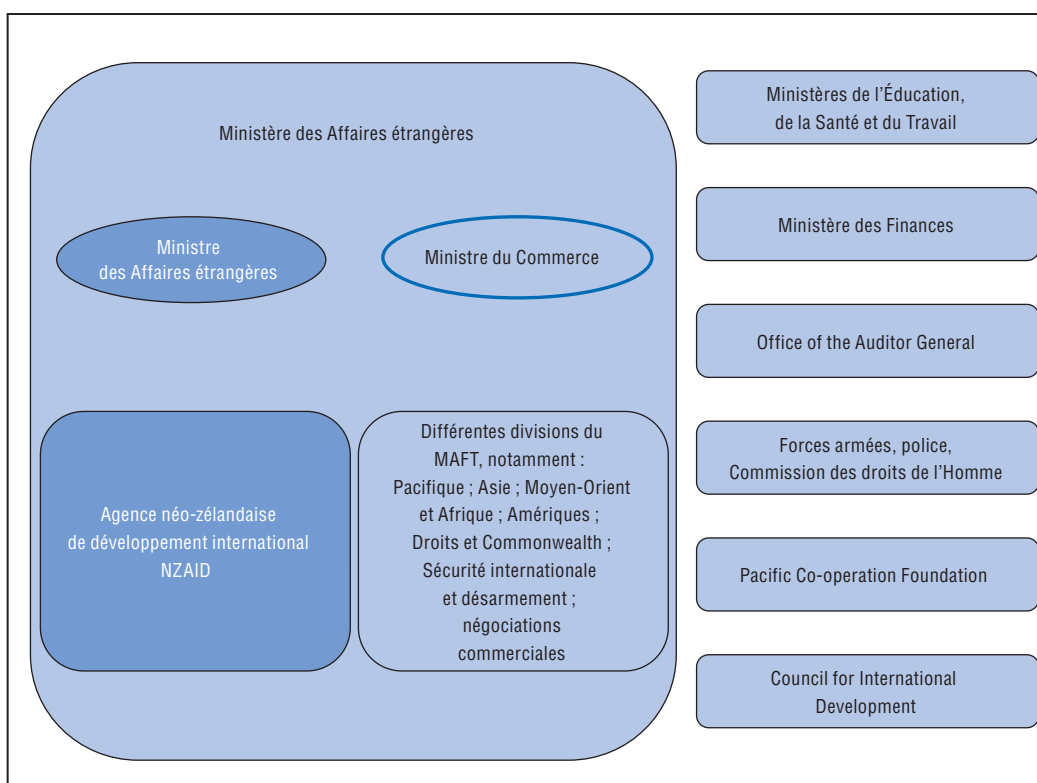 Ministère des Affaires étrangères
Ministre
des Affaires étrangères
Ministre du Commerce
Agence néo-zélandaise
de développement international
NZAID
Différentes divisions du
MAFT, notamment :
Pacifique ; Asie ; Moyen-Orient
et Afrique ; Amériques ;
Droits et Commonwealth ;
Sécurité internationale
et désarmement ;
négociations
commerciales
Ministères de l'Éducation,
de la Santé et du Travail
Ministère des Finances
Office of the Auditor General
Forces armées, police,
Commission des droits de l'Homme
Pacific Co-operation Foundation
Council for International
Development